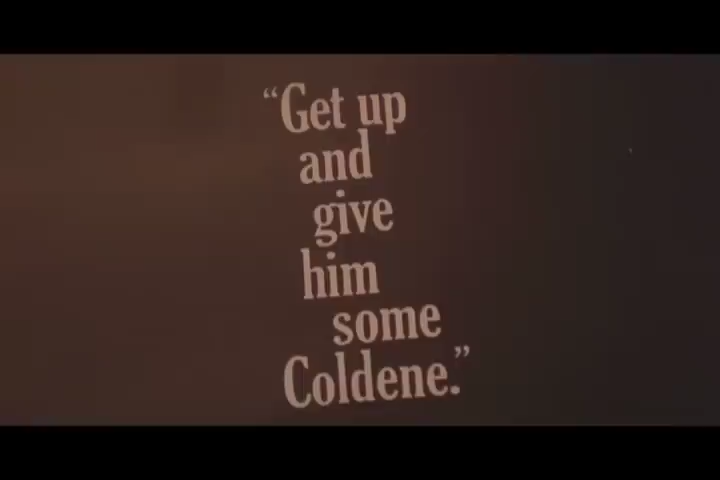 “Get up
and
give
him
some
Coldene.”